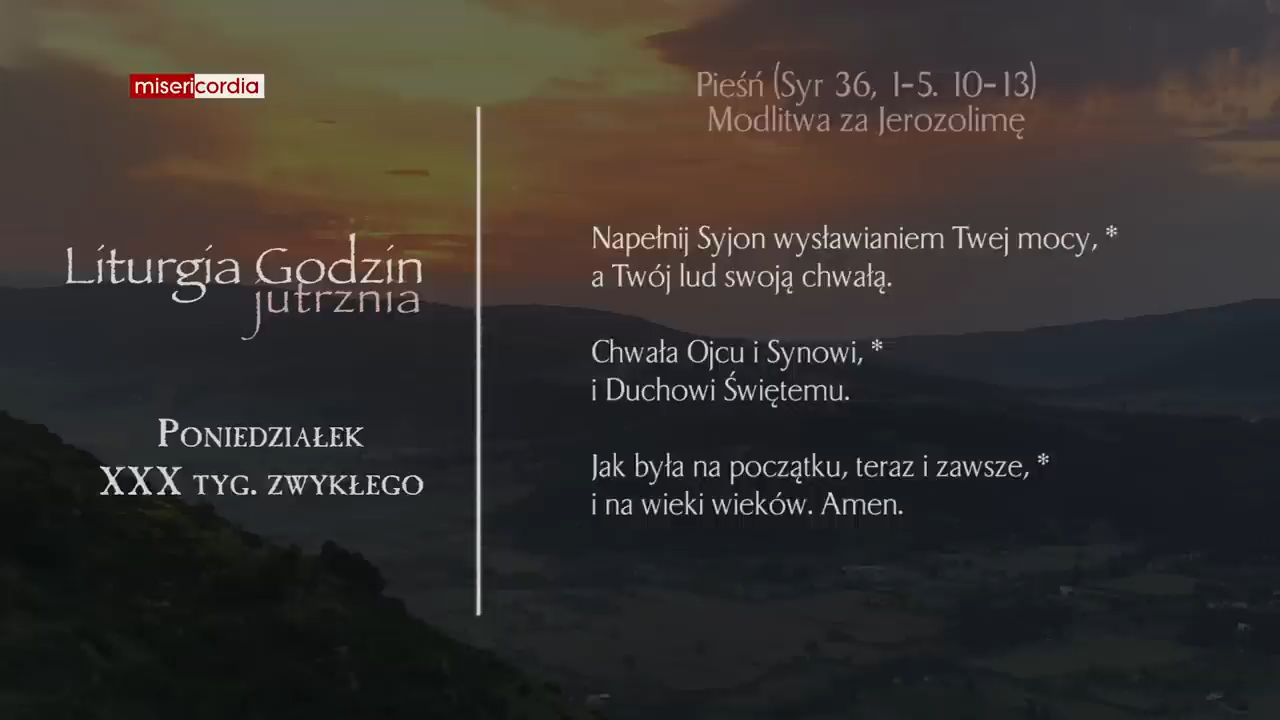 misericordia
Liturgia Godzin
jutrznia
Poniedziałek
XXX tyg. zwykłego
Pieśń (Syr 36, 1-5. 10-13)
Modlitwa za Jerozolimę
Napełnij Syjon wysławianiem Twej mocy, *
a Twój lud swoją chwałą.
Chwała Ojcu i Synowi, *
i Duchowi Świętemu.
Jak była na początku, teraz i zawsze, *
i na wieki wieków. Amen.